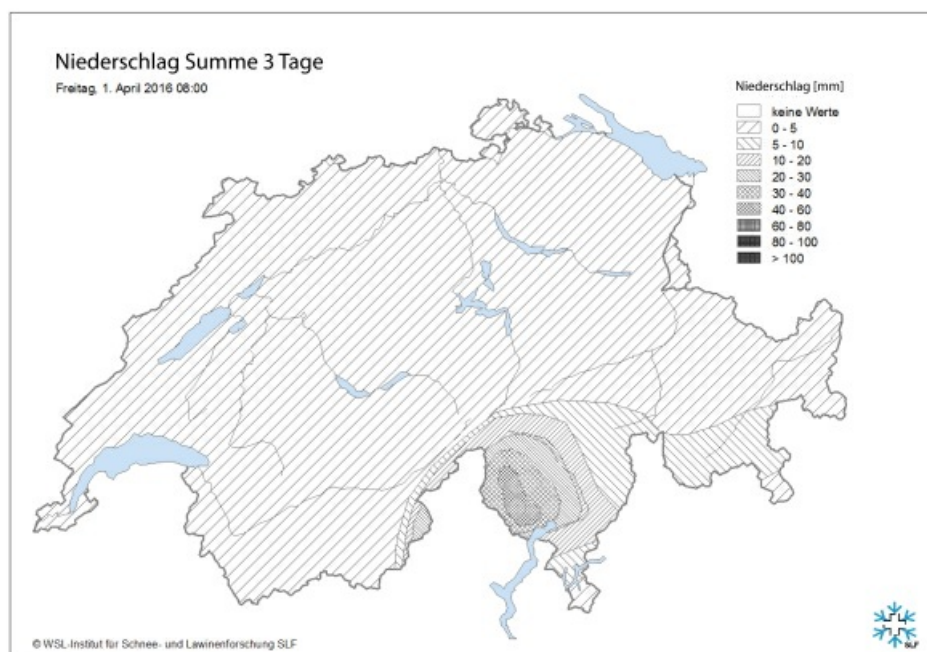 Niederschlag Summe 3 Tage
Freitag, 1. April 2016 08:00
Niederschlag [mm]
keine Werte
0 - 5
5 - 10
10 - 20
20 - 30
30 - 40
40 - 60
60 - 80
80 - 100
> 100
© WSL-Institut für Schnee- und Lawinenforschung SLF
SLF